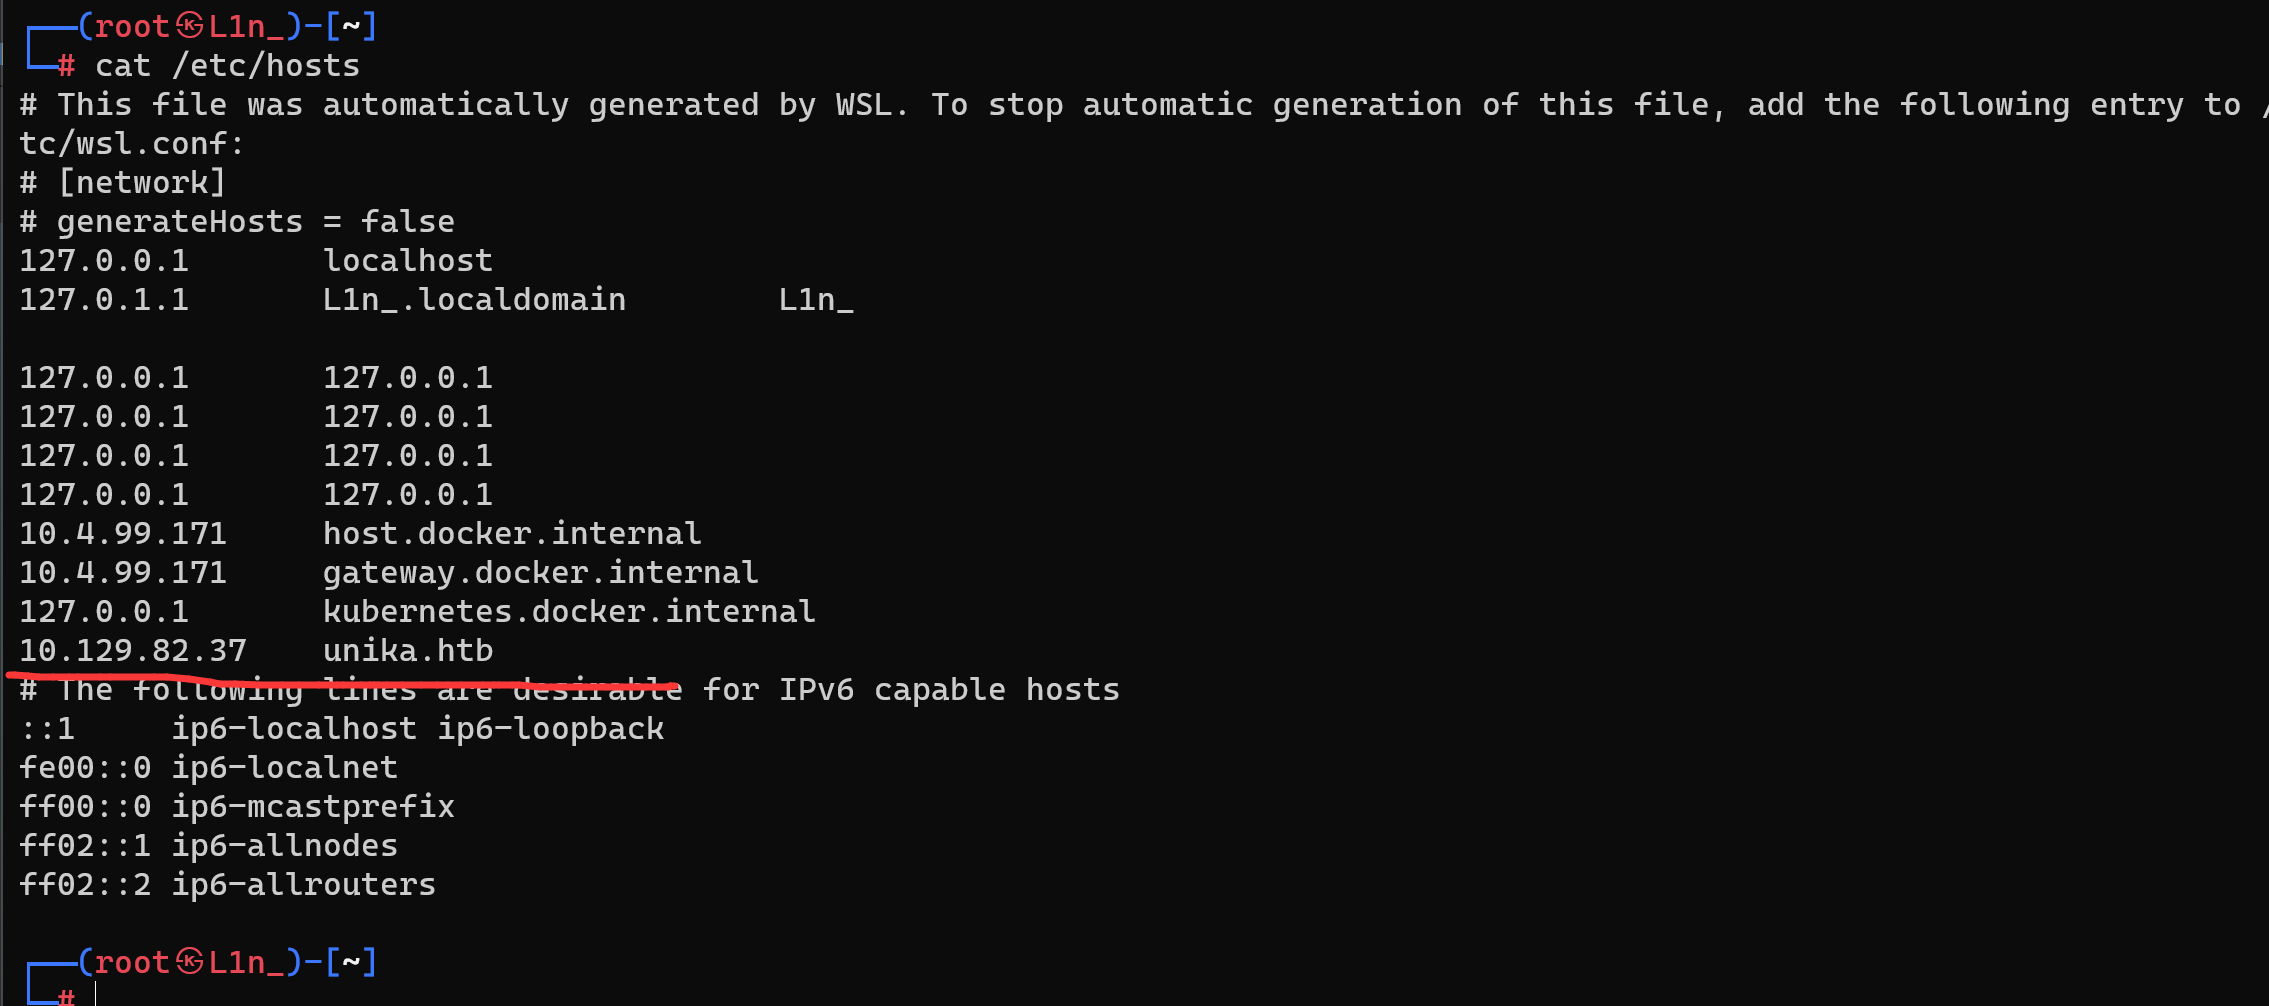 ┌──(root㉿L1n_)-[~]
└─# cat /etc/hosts
# This file was automatically generated by WSL. To stop automatic generation of this file, add the following entry to /
tc/wsl.conf:
# [network]
# generateHosts = false
127.0.0.1       localhost
127.0.1.1       L1n_.localdomain        L1n_
127.0.0.1       127.0.0.1
127.0.0.1       127.0.0.1
127.0.0.1       127.0.0.1
127.0.0.1       127.0.0.1
10.4.99.171     host.docker.internal
10.4.99.171     gateway.docker.internal
127.0.0.1       kubernetes.docker.internal
10.129.82.37    unika.htb
# The following lines are desirable for IPv6 capable hosts
::1     ip6-localhost ip6-loopback
fe00::0 ip6-localnet
ff00::0 ip6-mcastprefix
ff02::1 ip6-allnodes
ff02::2 ip6-allrouters
┌──(root㉿L1n_)-[~]
└─#